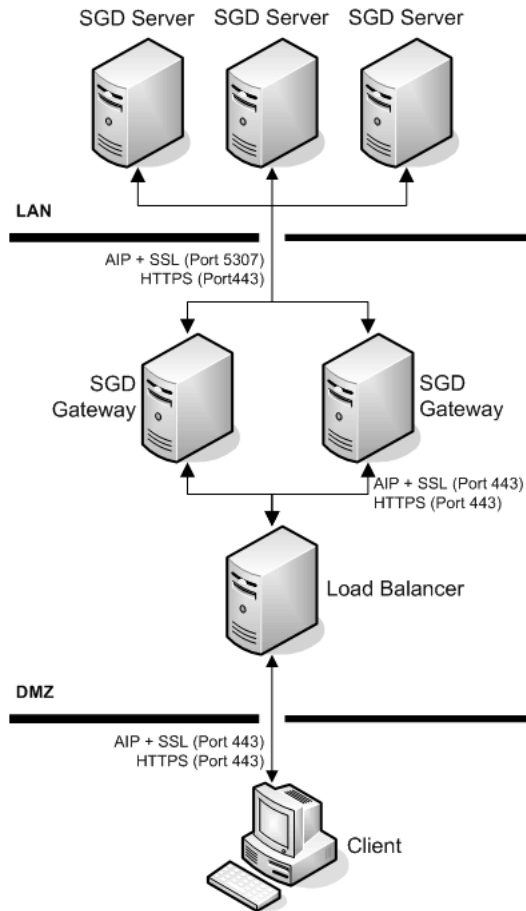 SGD Server SGD Server SGD Server
LAN
AIP + SSL (Port 5307)
HTTPS (Port443)
SGD
Gateway
SGD
Gateway
AIP + SSL (Port 443)
HTTPS (Port 443)
Load Balancer
DMZ
AIP + SSL (Port 443)
HTTPS (Port 443)
Client